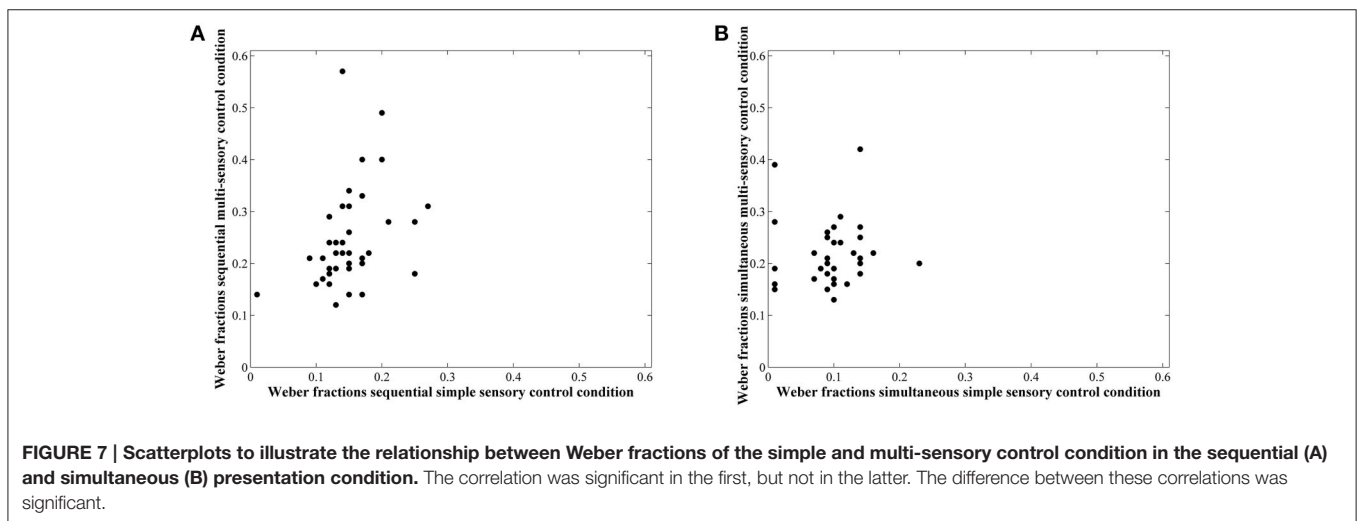 A
Weber fractions sequential multi-sensory control condition
0.6
0.5
0.4
0.3
0.2
0.1
0
0 0.1 0.2 0.3 0.4 0.5 0.6
Weber fractions sequential simple sensory control condition
B
Weber fractions simultaneous multi-sensory control condition
0.6
0.5
0.4
0.3
0.2
0.1
0
0 0.1 0.2 0.3 0.4 0.5 0.6
Weber fractions simultaneous simple sensory control condition
FIGURE 7 | Scatterplots to illustrate the relationship between Weber fractions of the simple and multi-sensory control condition in the sequential (A)
and simultaneous (B) presentation condition. The correlation was significant in the first, but not in the latter. The difference between these correlations was
significant.